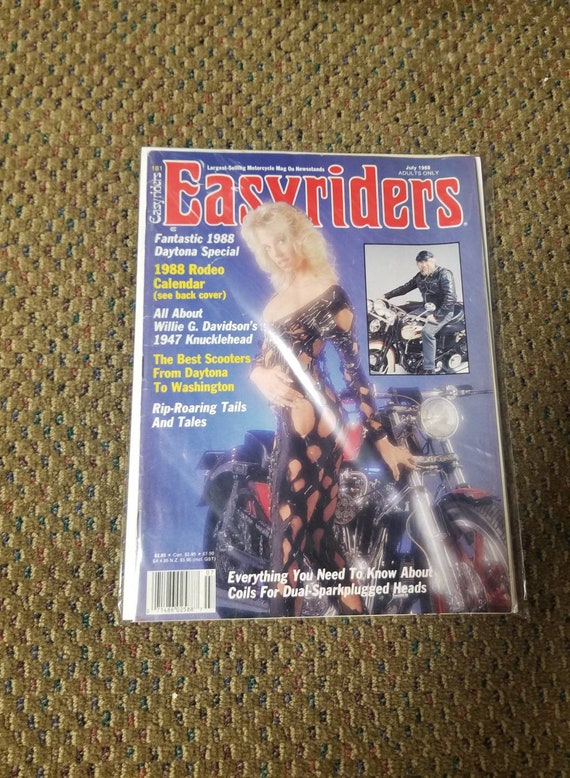 181
Easyriders
Largest-Selling Motorcycle Mag On Newsstands
July 1988
ADULTS ONLY
Easyriders
Fantastic 1988
Daytona Special
1988 Rodeo
Calendar
(see back cover)
All About
Willie G. Davidson's
1947 Knucklehead
The Best Scooters
From Daytona
To Washington
Rip-Roaring Tails
And Tales
Everything You Need To Know About
Coils For Dual-Sparkplugged Heads